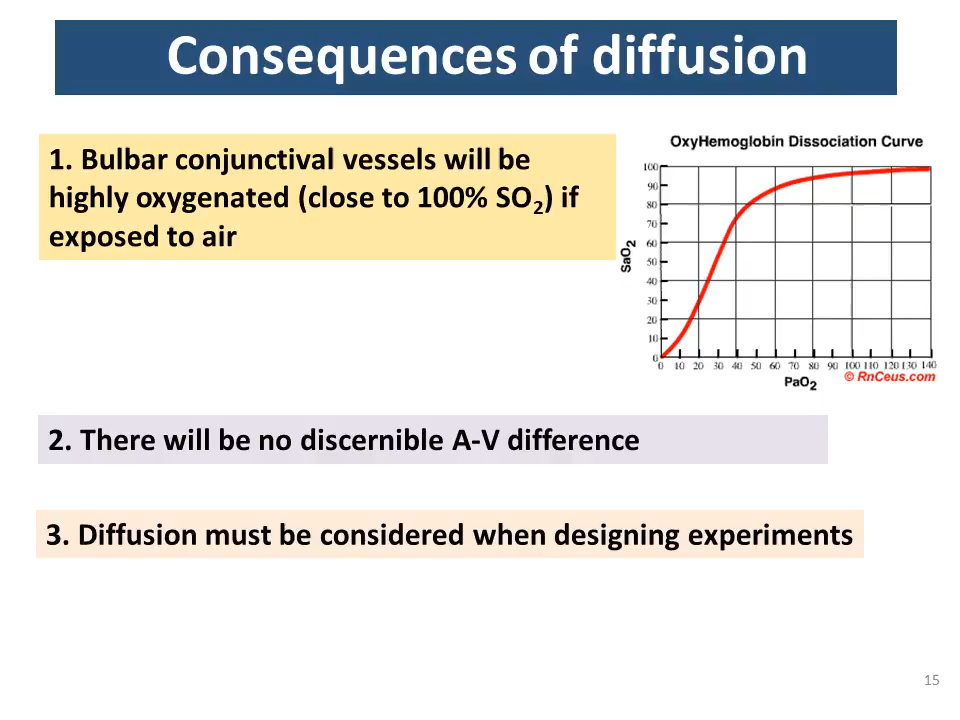 Consequences of diffusion
1. Bulbar conjunctival vessels will be
highly oxygenated (close to 100% SO₂) if
exposed to air
OxyHemoglobin Dissociation Curve
100
90
80
70
60
50
40
30
20
10
0
SaO₂
0 10 20 30 40 50 60 70 80 90 100 110 120 130 140
PaO₂
© RnCeus.com
2. There will be no discernible A-V difference
3. Diffusion must be considered when designing experiments
15